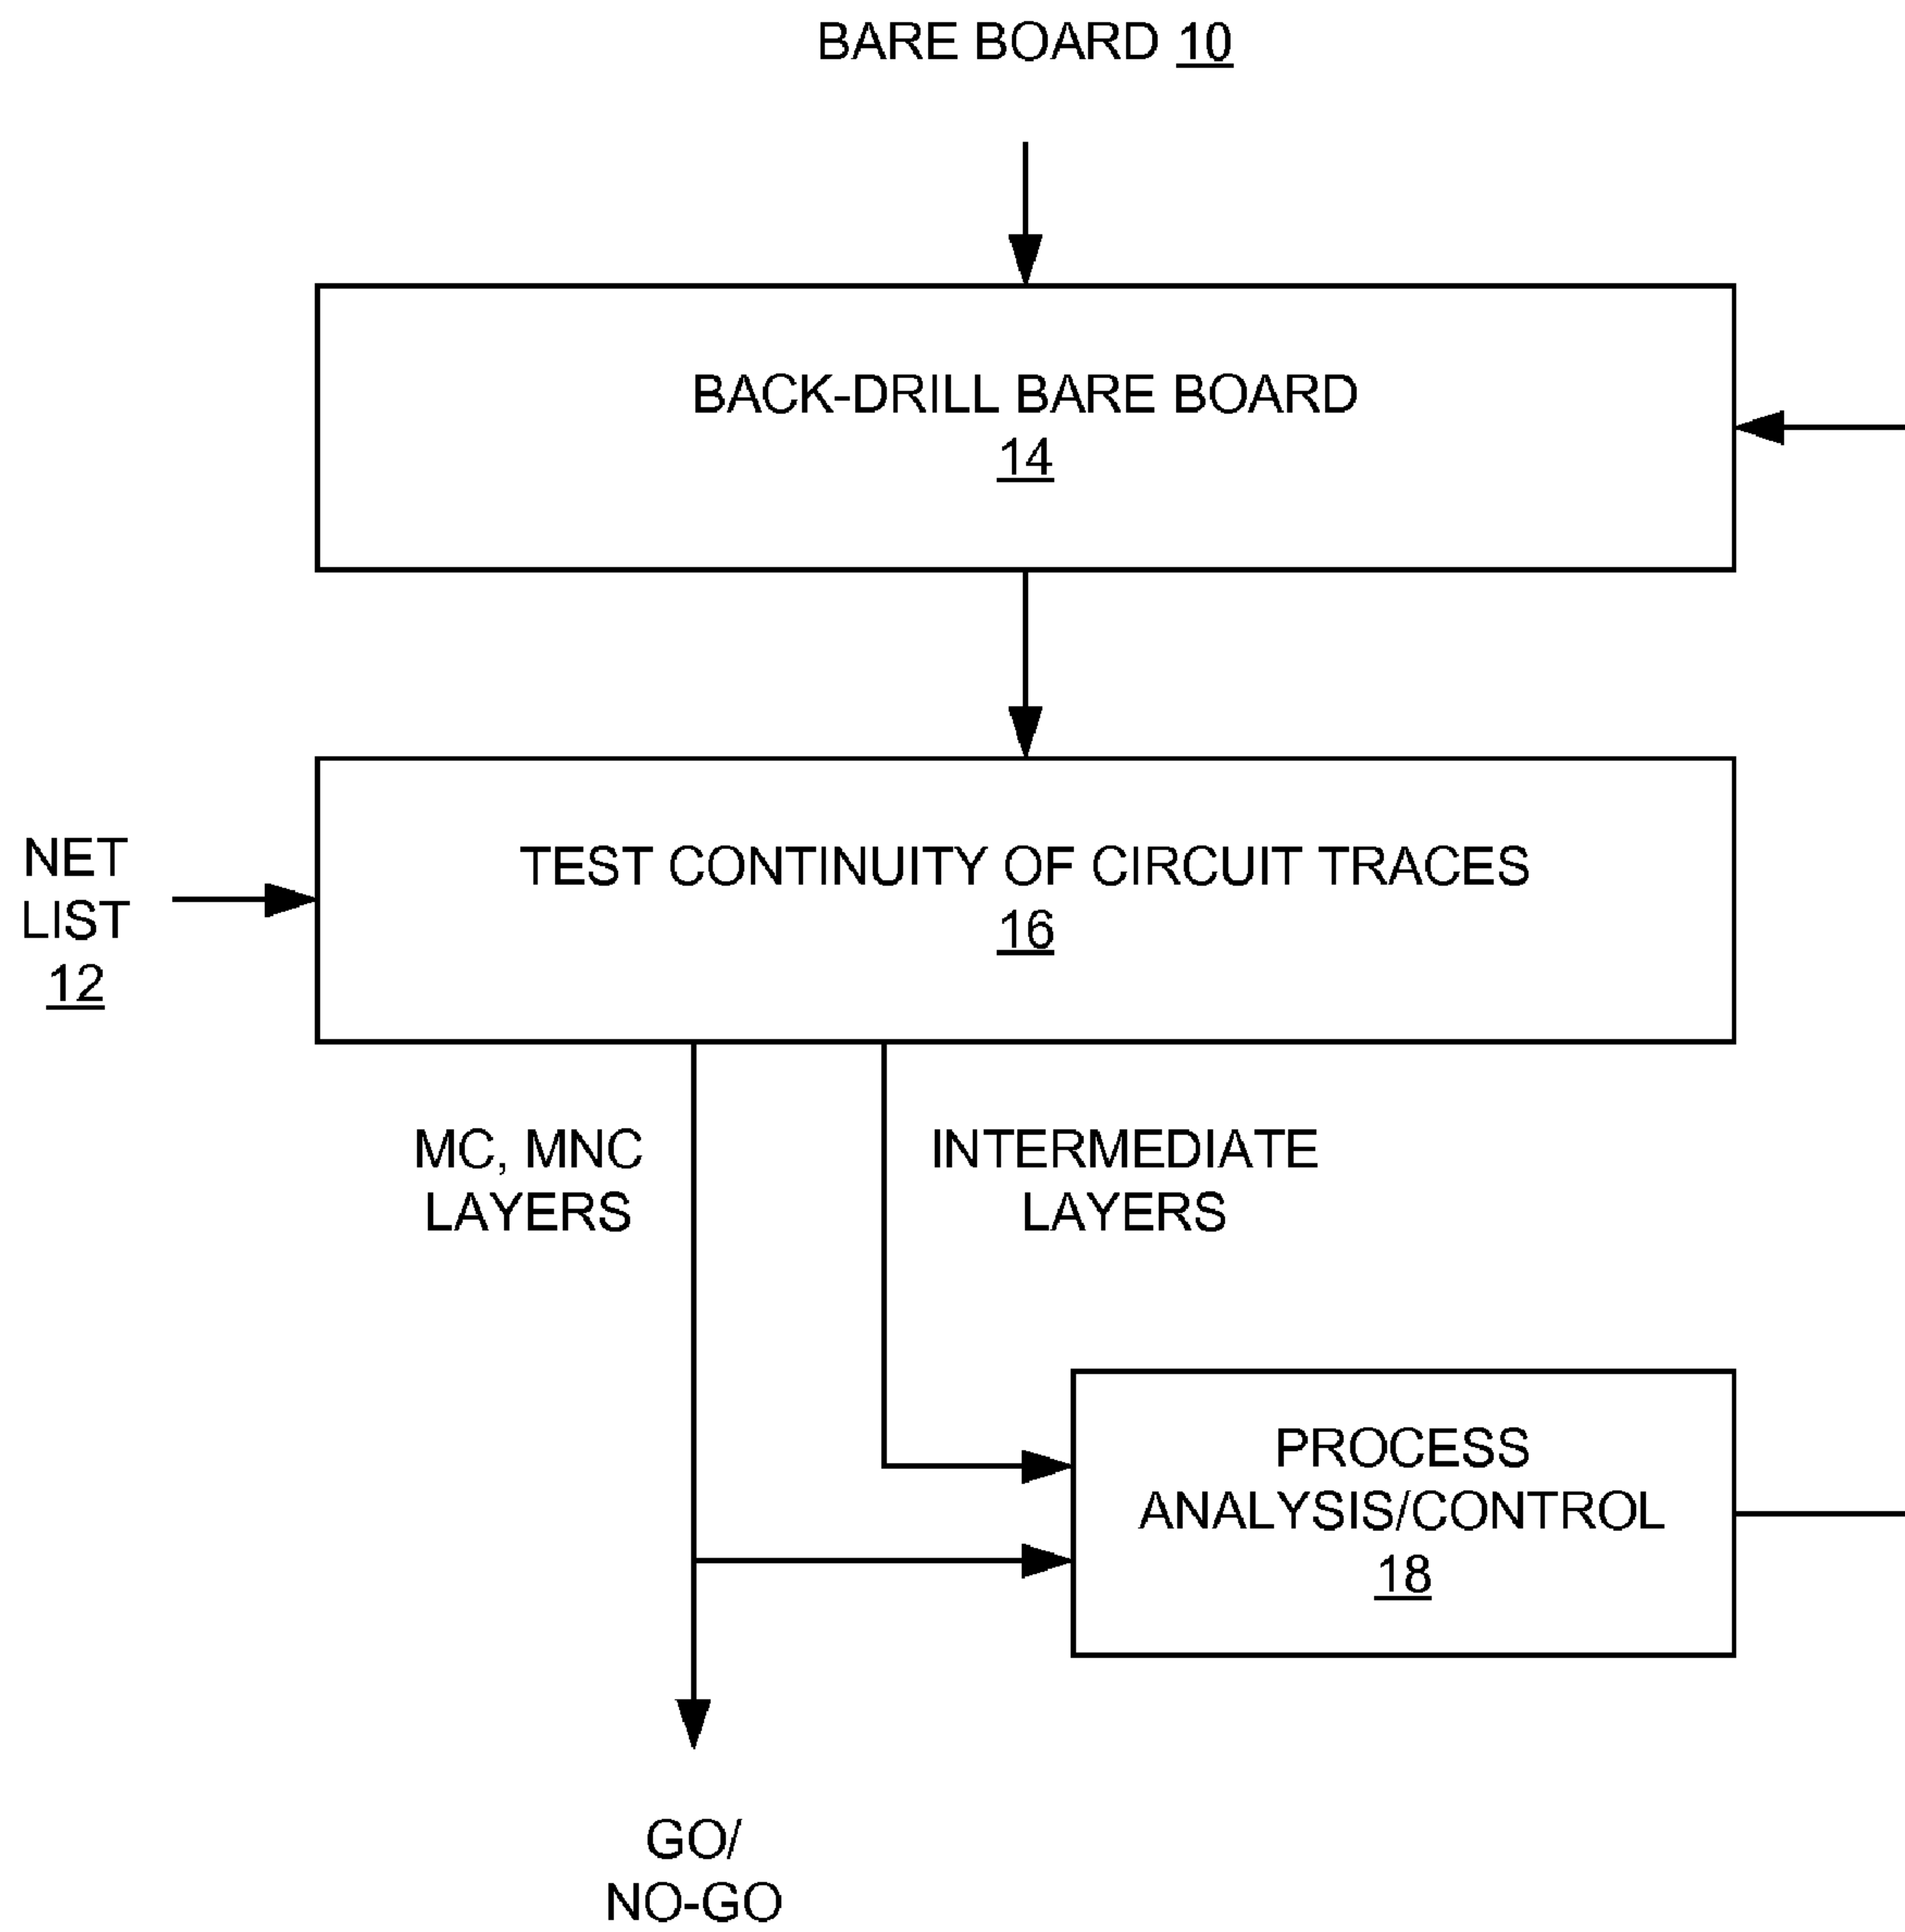 BARE BOARD 10
BACK-DRILL BARE BOARD
14
NET
LIST
12
TEST CONTINUITY OF CIRCUIT TRACES
16
MC, MNC
LAYERS
INTERMEDIATE
LAYERS
PROCESS
ANALYSIS/CONTROL
18
GO/
NO-GO